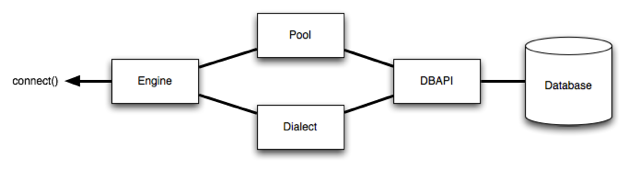 Pool
connect()
Engine
DBAPI
Database
Dialect